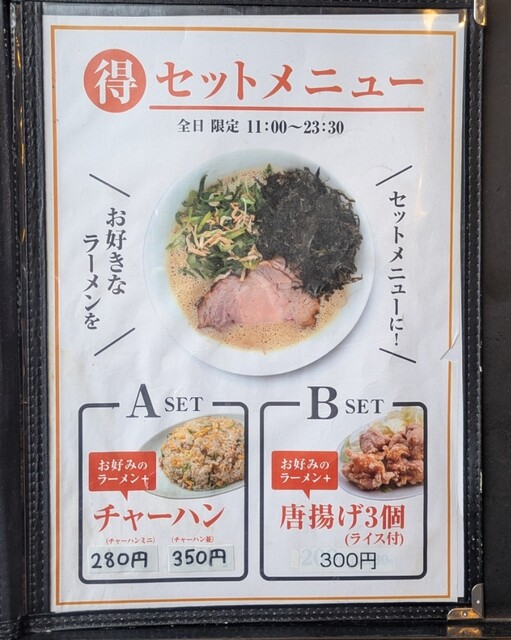 得 セットメニュー
全日 限定 11:00〜23:30
お好きな
ラーメンを
セットメニューに!
A SET
お好みの
ラーメン+
チャーハン
(チャーハンミニ) (チャーハン並)
280円 350円
B SET
お好みの
ラーメン+
唐揚げ3個
(ライス付)
300円